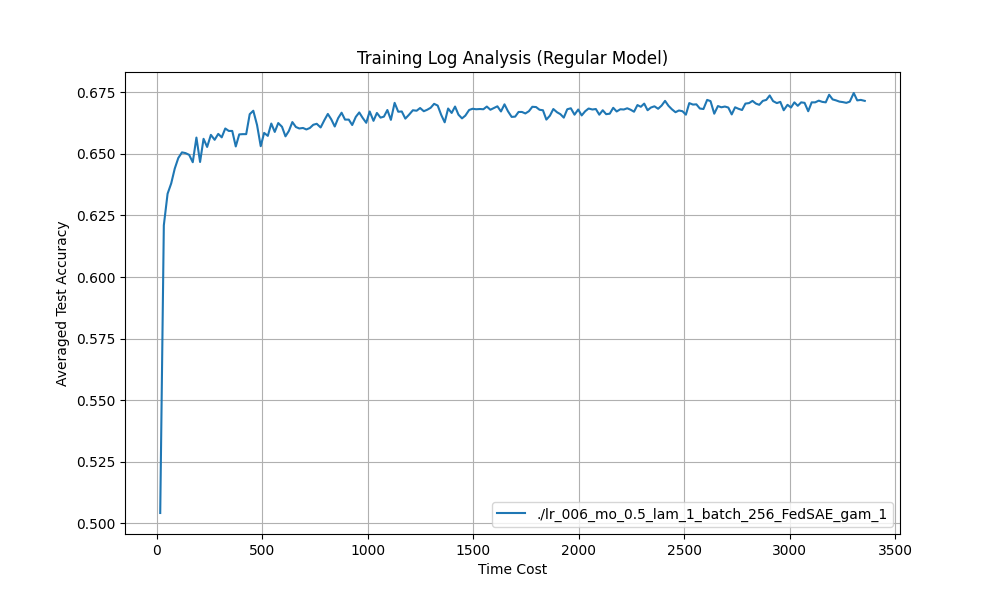 Training Log Analysis (Regular Model)
0.675
0.650
0.625
0.600
0.575
0.550
0.525
0.500
Averaged Test Accuracy
./lr_006_mo_0.5_lam_1_batch_256_FedSAE_gam_1
0 500 1000 1500 2000 2500 3000 3500
Time Cost